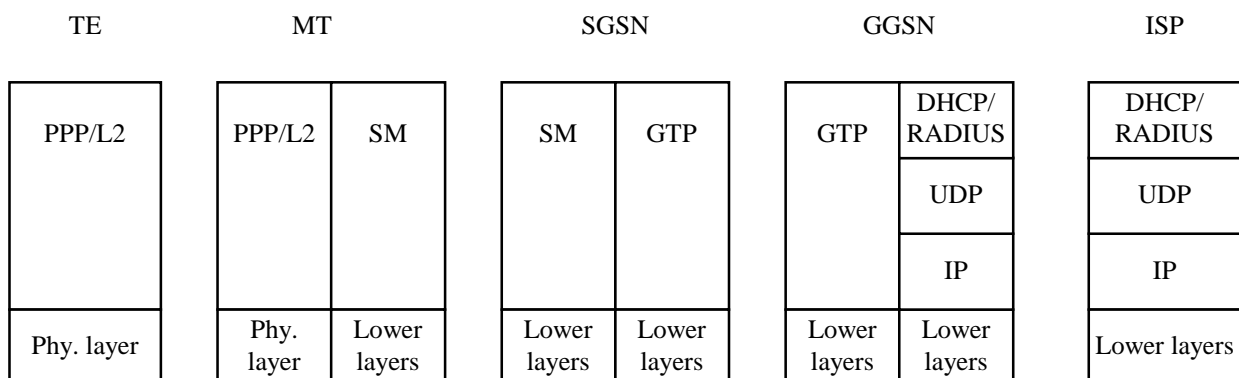 TE MT SGSN GGSN ISP
PPP/L2 PPP/L2 SM SM GTP GTP DHCP/ RADIUS DHCP/ RADIUS
UDP UDP
IP IP
Phy. layer Phy. layer Lower layers Lower layers Lower layers Lower layers Lower layers Lower layers